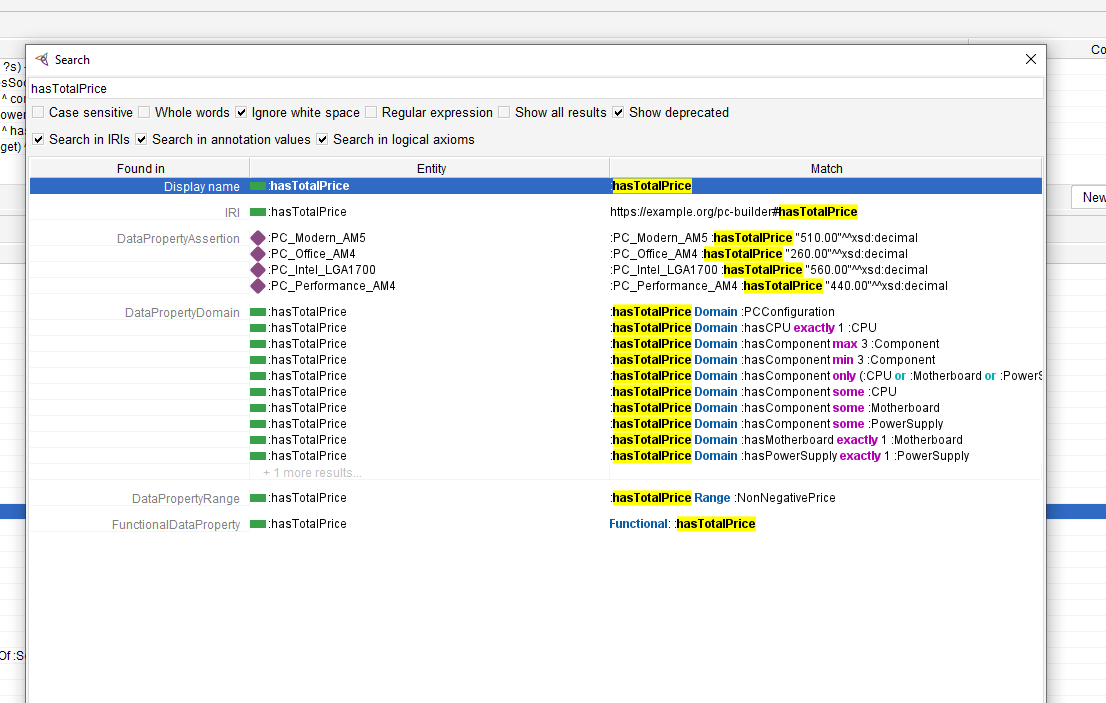 Search
Co
?s)
hasTotalPrice
sSo
^ co
ower
^ ha
get) ^
Case sensitive Whole words Ignore white space Regular expression Show all results Show deprecated
Search in IRIs Search in annotation values Search in logical axioms
Found in Entity Match
Display name :hasTotalPrice :hasTotalPrice
New
IRI :hasTotalPrice https://example.org/pc-builder#hasTotalPrice
DataPropertyAssertion :PC_Modern_AM5 :PC_Modern_AM5 :hasTotalPrice "510.00"^^xsd:decimal
:PC_Office_AM4 :PC_Office_AM4 :hasTotalPrice "260.00"^^xsd:decimal
:PC_Intel_LGA1700 :PC_Intel_LGA1700 :hasTotalPrice "560.00"^^xsd:decimal
:PC_Performance_AM4 :PC_Performance_AM4 :hasTotalPrice "440.00"^^xsd:decimal
DataPropertyDomain :hasTotalPrice :hasTotalPrice Domain :PCConfiguration
:hasTotalPrice :hasTotalPrice Domain :hasCPU exactly 1 :CPU
:hasTotalPrice :hasTotalPrice Domain :hasComponent max 3 :Component
:hasTotalPrice :hasTotalPrice Domain :hasComponent min 3 :Component
:hasTotalPrice :hasTotalPrice Domain :hasComponent only (:CPU or :Motherboard or :PowerS
:hasTotalPrice :hasTotalPrice Domain :hasComponent some :CPU
:hasTotalPrice :hasTotalPrice Domain :hasComponent some :Motherboard
:hasTotalPrice :hasTotalPrice Domain :hasComponent some :PowerSupply
:hasTotalPrice :hasTotalPrice Domain :hasMotherboard exactly 1 :Motherboard
:hasTotalPrice :hasTotalPrice Domain :hasPowerSupply exactly 1 :PowerSupply
+ 1 more results...
DataPropertyRange :hasTotalPrice :hasTotalPrice Range :NonNegativePrice
FunctionalDataProperty :hasTotalPrice Functional: :hasTotalPrice
Of :S